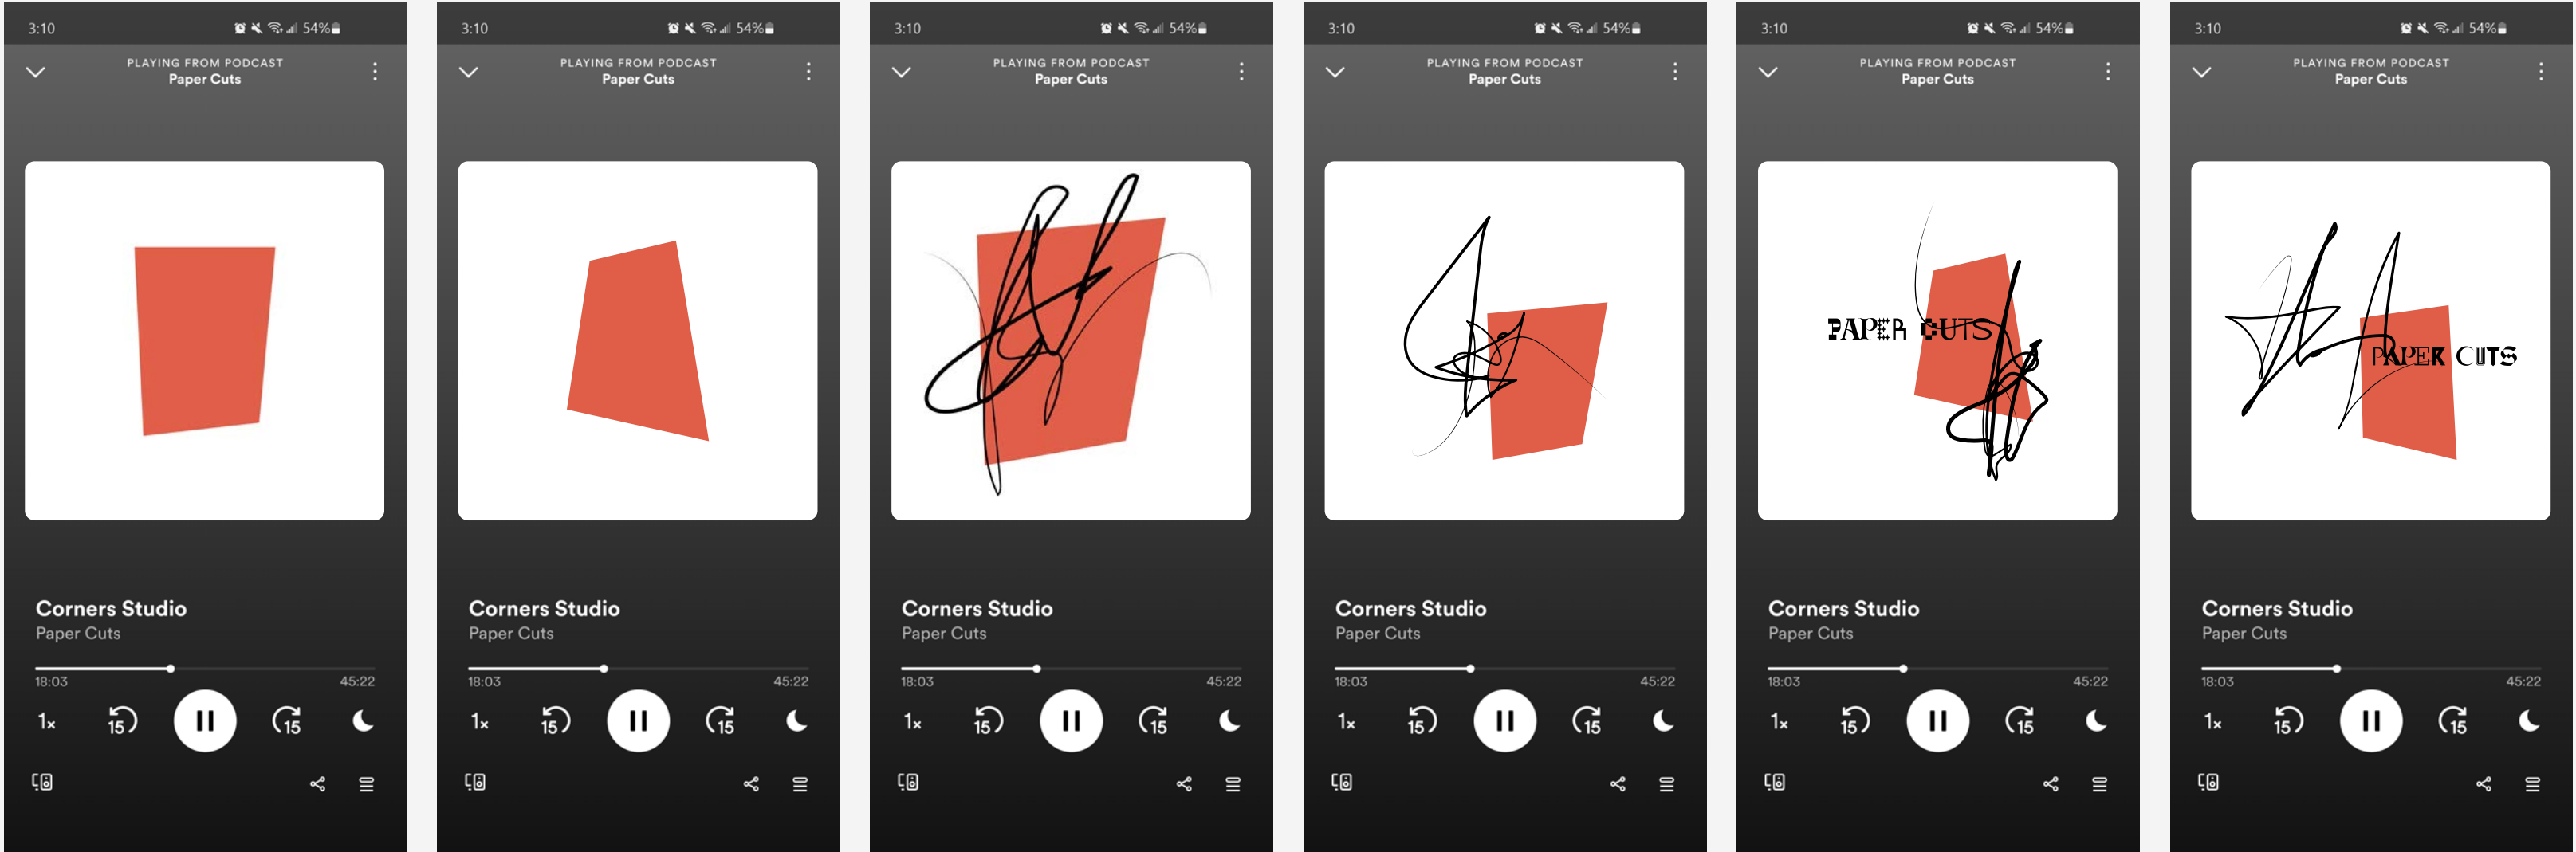 3:10
54%
PLAYING FROM PODCAST
Paper Cuts
Corners Studio
Paper Cuts
18:03
45:22
1x
15
15
3:10
54%
PLAYING FROM PODCAST
Paper Cuts
Corners Studio
Paper Cuts
18:03
45:22
1x
15
15
3:10
54%
PLAYING FROM PODCAST
Paper Cuts
Corners Studio
Paper Cuts
18:03
45:22
1x
15
15
3:10
54%
PLAYING FROM PODCAST
Paper Cuts
Corners Studio
Paper Cuts
18:03
45:22
1x
15
15
3:10
54%
PLAYING FROM PODCAST
Paper Cuts
PAPER CUTS
Corners Studio
Paper Cuts
18:03
45:22
1x
15
15
3:10
54%
PLAYING FROM PODCAST
Paper Cuts
PAPER CUTS
Corners Studio
Paper Cuts
18:03
45:22
1x
15
15